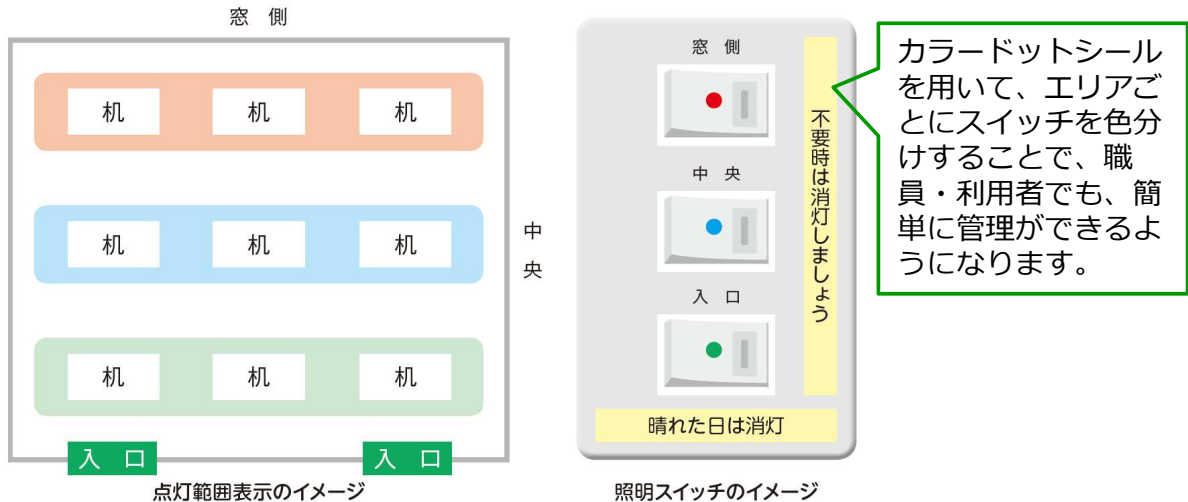 窓 側
机 机 机
机 机 机
中
央
机 机 机
入 口 入 口
点灯範囲表示のイメージ
窓 側
中 央
入 口
不要時は消灯しましょう
晴れた日は消灯
照明スイッチのイメージ
カラードットシール
を用いて、エリアご
とにスイッチを色分
けすることで、職
員・利用者でも、簡
単に管理ができるよ
うになります。